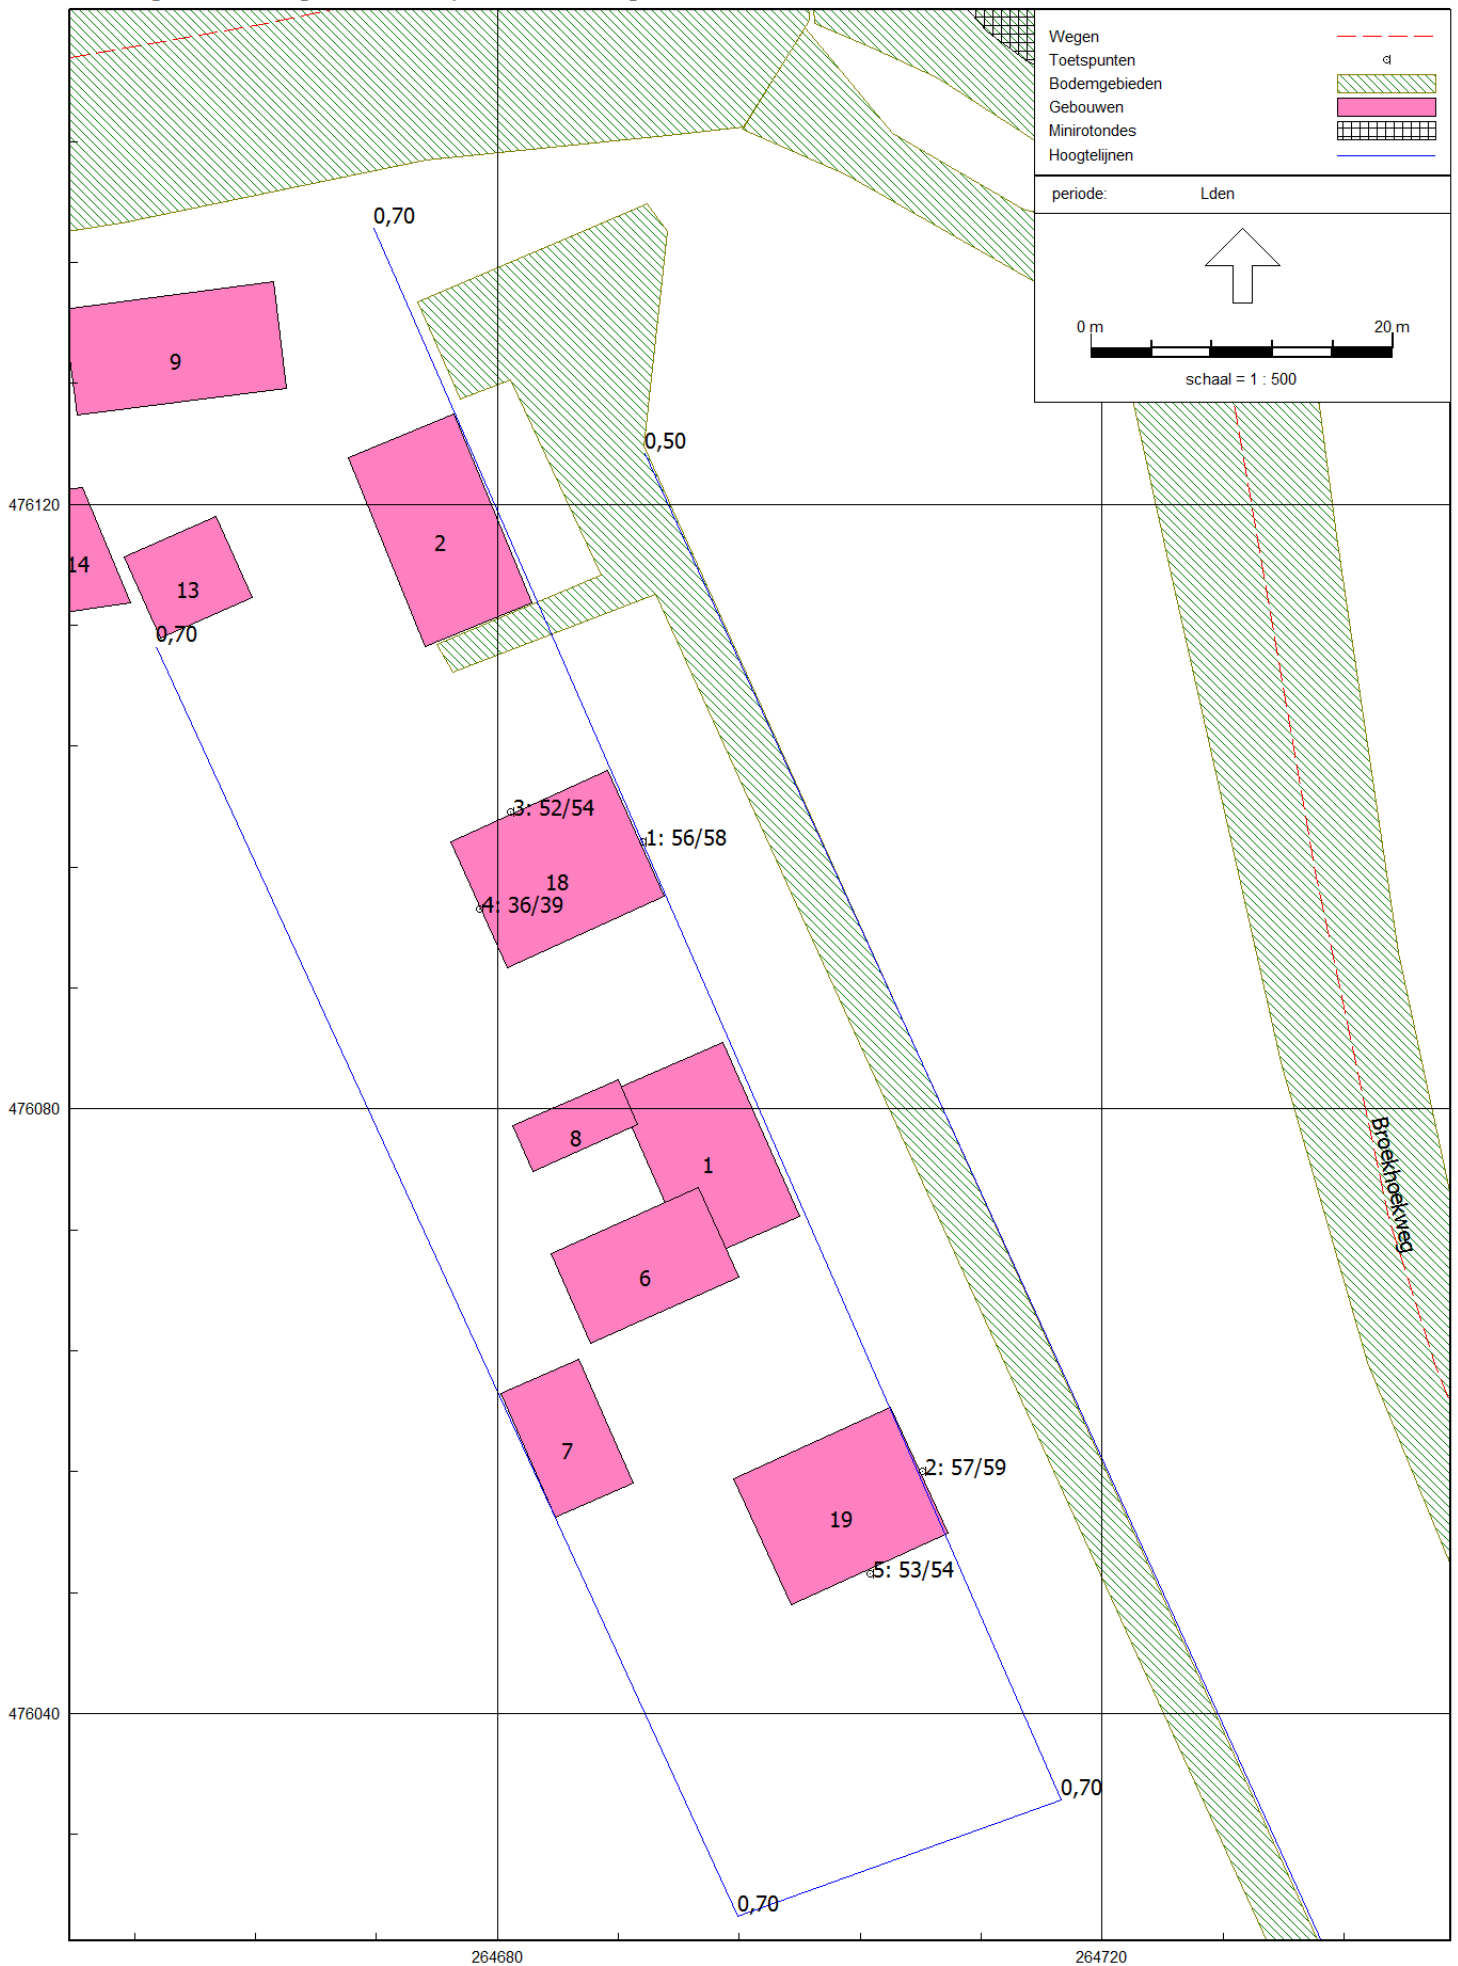 Wegen
Toetspunten
Bodemgebieden
Gebouwen
Minirotondes
Hoogtelijnen
periode: Lden
0 m 20 m
schaal = 1 : 500
0,70
9
0,50
476120
2
14
13
0,70
3: 52/54
1: 56/58
18
4: 36/39
476080
8
1
Broekhoekweg
6
7
2: 57/59
19
5: 53/54
476040
0,70
0,70
264680
264720